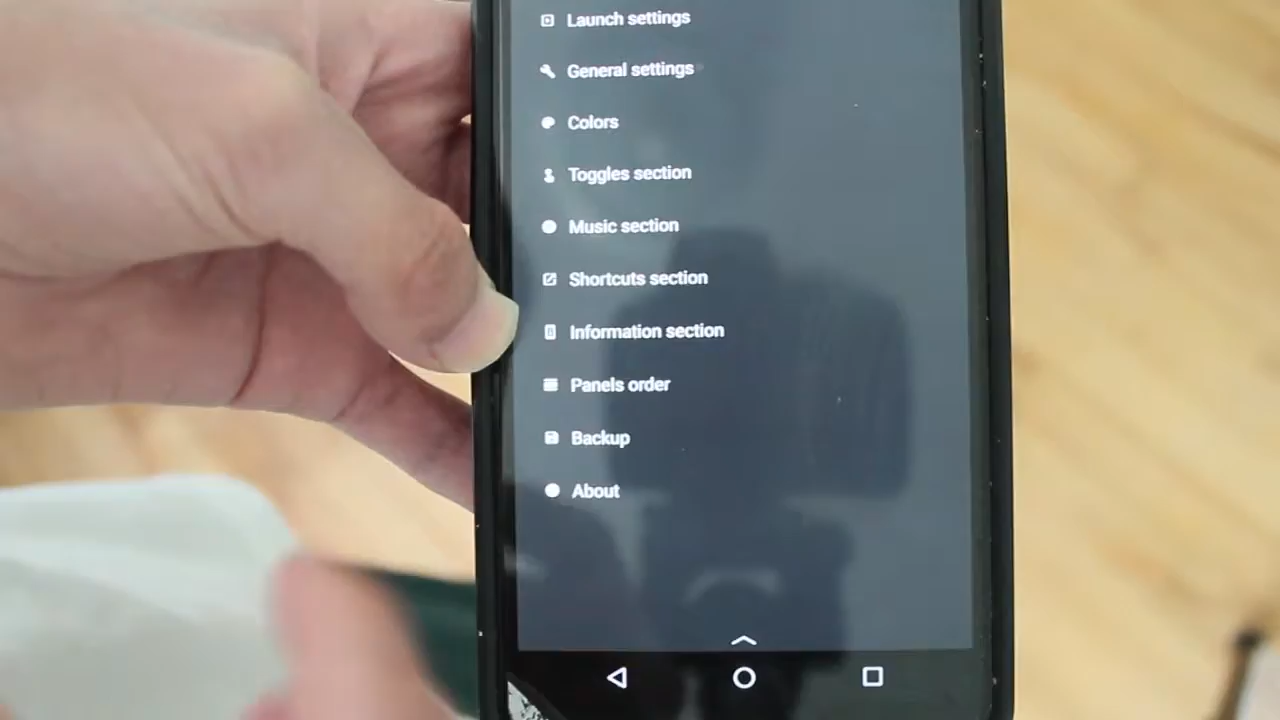 Launch settings
General settings
Colors
Toggles section
Music section
Shortcuts section
Information section
Panels order
Backup
About